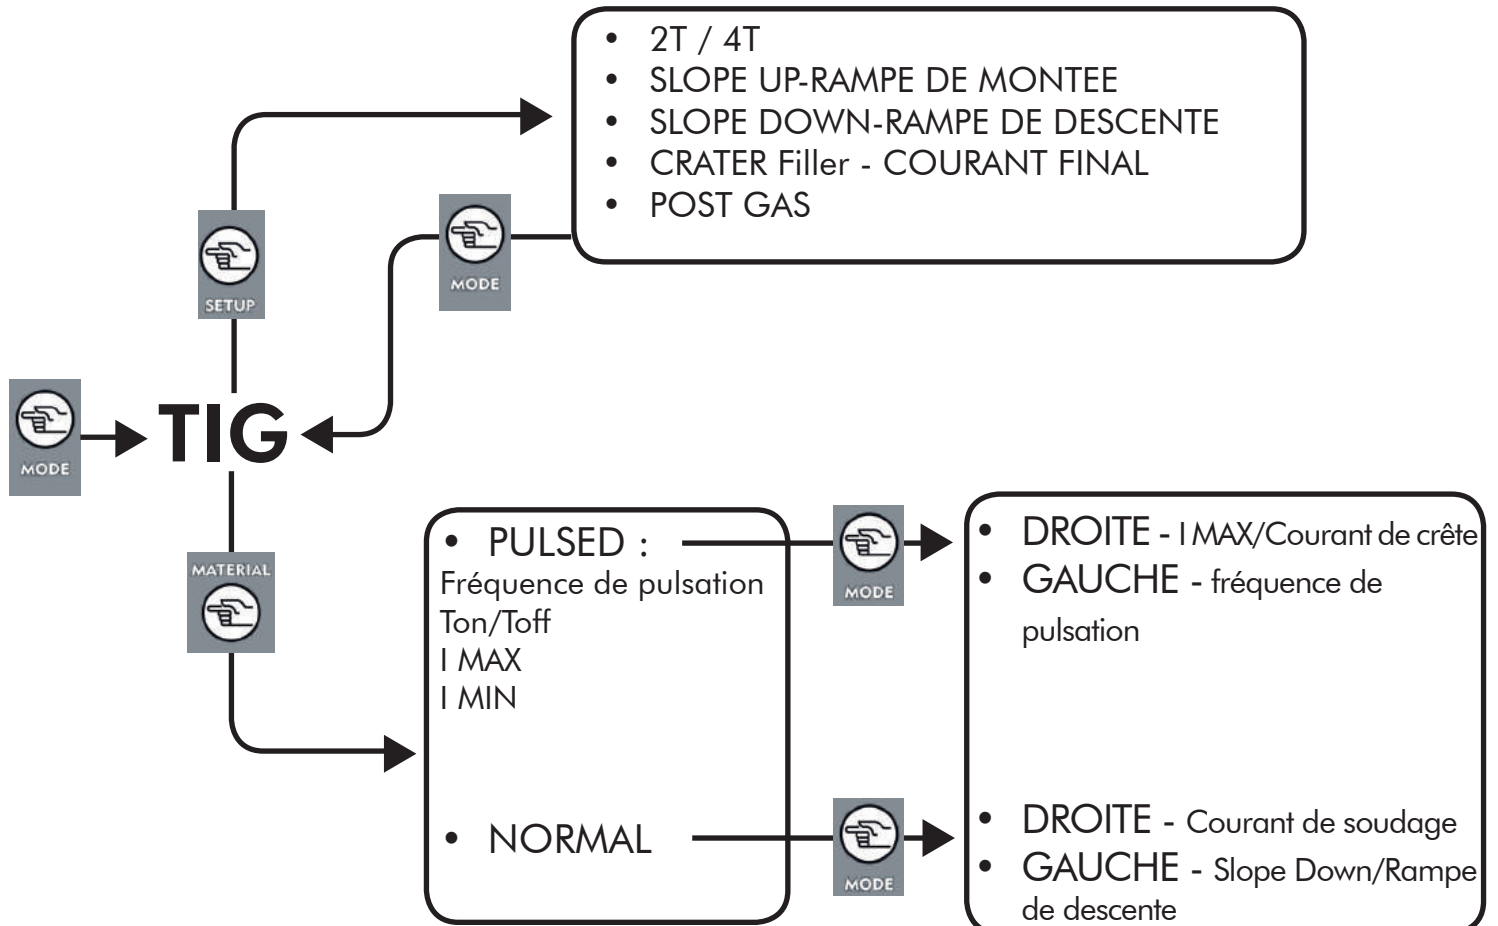 • 2T / 4T
• SLOPE UP-RAMPE DE MONTEE
• SLOPE DOWN-RAMPE DE DESCENTE
• CRATER Filler - COURANT FINAL
• POST GAS
SETUP
MODE
MODE
TIG
MATERIAL
• PULSED :
Fréquence de pulsation
Ton/Toff
I MAX
I MIN
• NORMAL
MODE
• DROITE - I MAX/Courant de crête
• GAUCHE - fréquence de
pulsation
MODE
• DROITE - Courant de soudage
• GAUCHE - Slope Down/Rampe
de descente